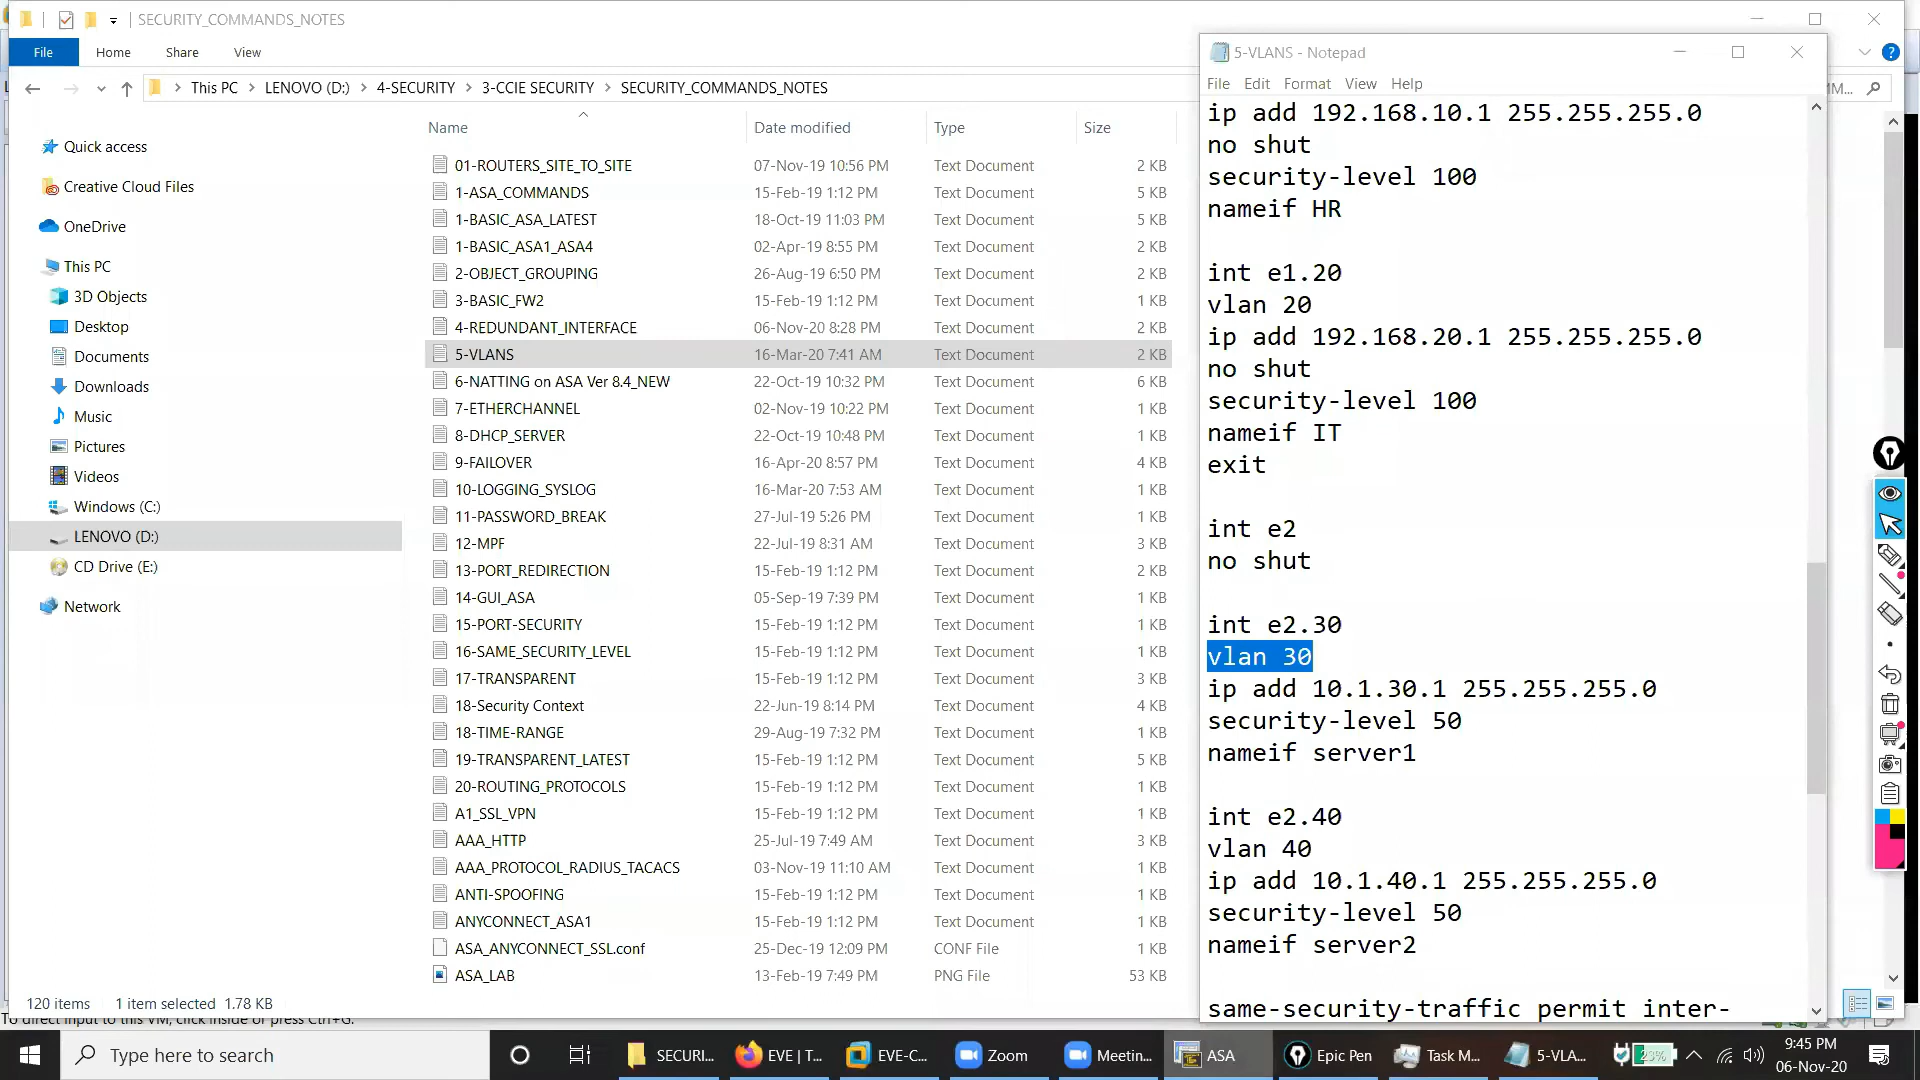 SECURITY_COMMANDS_NOTES
File Home Share View
This PC LENOVO (D:) 4-SECURITY 3-CCIE SECURITY SECURITY_COMMANDS_NOTES
Name Date modified Type Size
Quick access
Creative Cloud Files
OneDrive
This PC
3D Objects
Desktop
Documents
Downloads
Music
Pictures
Videos
Windows (C:)
LENOVO (D:)
CD Drive (E:)
Network
01-ROUTERS_SITE_TO_SITE 07-Nov-19 10:56 PM Text Document 2 KB
1-ASA_COMMANDS 15-Feb-19 1:12 PM Text Document 5 KB
1-BASIC_ASA_LATEST 18-Oct-19 11:03 PM Text Document 5 KB
1-BASIC_ASA1_ASA4 02-Apr-19 8:55 PM Text Document 2 KB
2-OBJECT_GROUPING 26-Aug-19 6:50 PM Text Document 2 KB
3-BASIC_FW2 15-Feb-19 1:12 PM Text Document 1 KB
4-REDUNDANT_INTERFACE 06-Nov-20 8:28 PM Text Document 2 KB
5-VLANS 16-Mar-20 7:41 AM Text Document 2 KB
6-NATTING on ASA Ver 8.4_NEW 22-Oct-19 10:32 PM Text Document 6 KB
7-ETHERCHANNEL 02-Nov-19 10:22 PM Text Document 1 KB
8-DHCP_SERVER 22-Oct-19 10:48 PM Text Document 1 KB
9-FAILOVER 16-Apr-20 8:57 PM Text Document 4 KB
10-LOGGING_SYSLOG 16-Mar-20 7:53 AM Text Document 1 KB
11-PASSWORD_BREAK 27-Jul-19 5:26 PM Text Document 1 KB
12-MPF 22-Jul-19 8:31 AM Text Document 3 KB
13-PORT_REDIRECTION 15-Feb-19 1:12 PM Text Document 2 KB
14-GUI_ASA 05-Sep-19 7:39 PM Text Document 1 KB
15-PORT-SECURITY 15-Feb-19 1:12 PM Text Document 1 KB
16-SAME_SECURITY_LEVEL 15-Feb-19 1:12 PM Text Document 1 KB
17-TRANSPARENT 15-Feb-19 1:12 PM Text Document 3 KB
18-Security Context 22-Jun-19 8:14 PM Text Document 4 KB
18-TIME-RANGE 29-Aug-19 7:32 PM Text Document 1 KB
19-TRANSPARENT_LATEST 15-Feb-19 1:12 PM Text Document 5 KB
20-ROUTING_PROTOCOLS 15-Feb-19 1:12 PM Text Document 1 KB
A1_SSL_VPN 15-Feb-19 1:12 PM Text Document 1 KB
AAA_HTTP 25-Jul-19 7:49 AM Text Document 3 KB
AAA_PROTOCOL_RADIUS_TACACS 03-Nov-19 11:10 AM Text Document 1 KB
ANTI-SPOOFING 15-Feb-19 1:12 PM Text Document 1 KB
ANYCONNECT_ASA1 15-Feb-19 1:12 PM Text Document 1 KB
ASA_ANYCONNECT_SSL.conf 25-Dec-19 12:09 PM CONF File 1 KB
ASA_LAB 13-Feb-19 7:49 PM PNG File 53 KB
120 items 1 item selected 1.78 KB
To direct input to this VM, click inside or press Ctrl+G.
5-VLANS - Notepad
File Edit Format View Help
ip add 192.168.10.1 255.255.255.0
no shut
security-level 100
nameif HR
int e1.20
vlan 20
ip add 192.168.20.1 255.255.255.0
no shut
security-level 100
nameif IT
exit
int e2
no shut
int e2.30
vlan 30
ip add 10.1.30.1 255.255.255.0
security-level 50
nameif server1
int e2.40
vlan 40
ip add 10.1.40.1 255.255.255.0
security-level 50
nameif server2
same-security-traffic permit inter-
Type here to search
SECURI... EVE | T... EVE-C... Zoom Meetin... ASA Epic Pen Task M... 5-VLA... 23%
9:45 PM
06-Nov-20